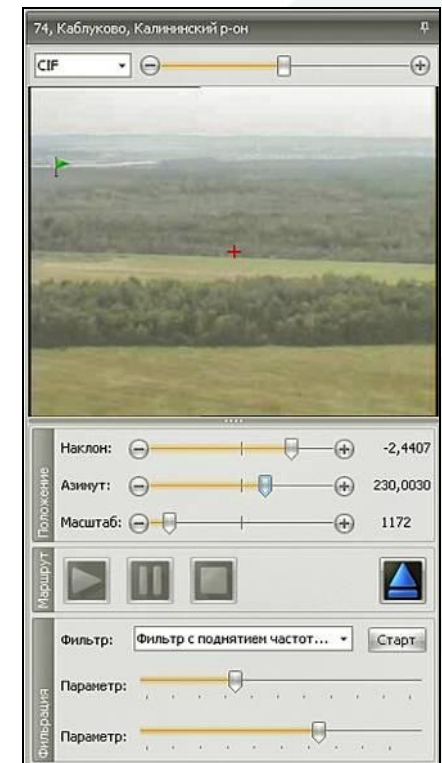 74, Каблуково, Калининский р-он
CIF
Положение
Наклон: -2,4407
Азимут: 230,0030
Масштаб: 1172
Маршрут
Фильрация
Фильтр: Фильтр с поднятием частот... Старт
Параметр:
Параметр: